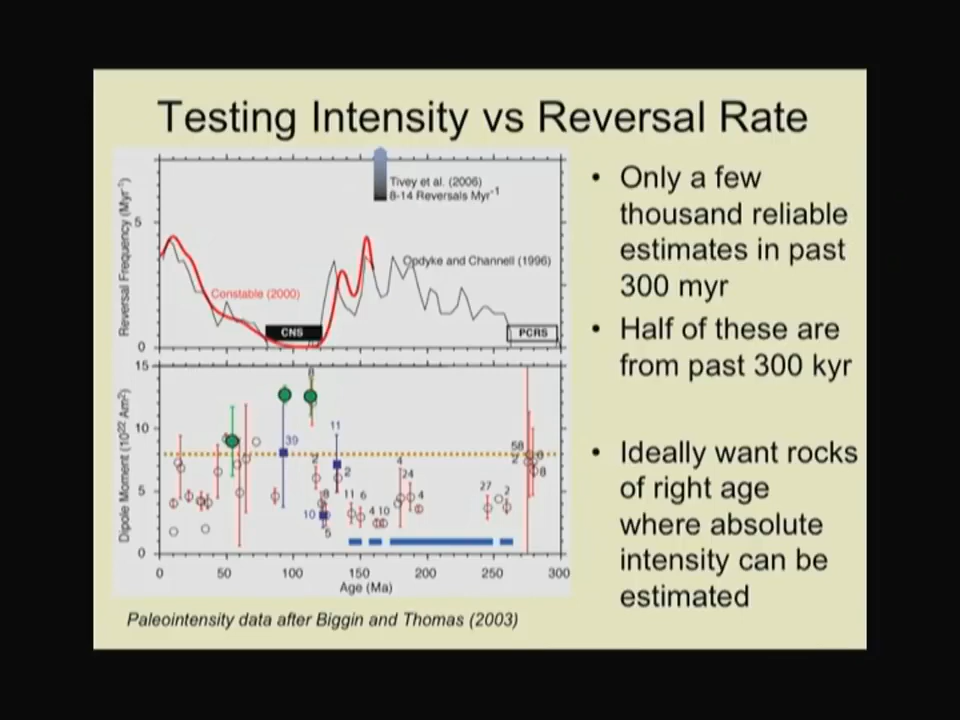 Testing Intensity vs Reversal Rate
Reversal Frequency (Myr⁻¹)
5
0
Tivey et al. (2006)
8-14 Reversals Myr⁻¹
Opdyke and Channell (1996)
Constable (2000)
CNS
PCRS
Dipole Moment (10²² Am²)
15
10
5
0
8
39
11
2
2
8
10
5
11
6
4
10
4
24
4
27
2
58
2
6
8
0
50
100
150
200
250
300
Age (Ma)
Paleointensity data after Biggin and Thomas (2003)
• Only a few
thousand reliable
estimates in past
300 myr
• Half of these are
from past 300 kyr
• Ideally want rocks
of right age
where absolute
intensity can be
estimated